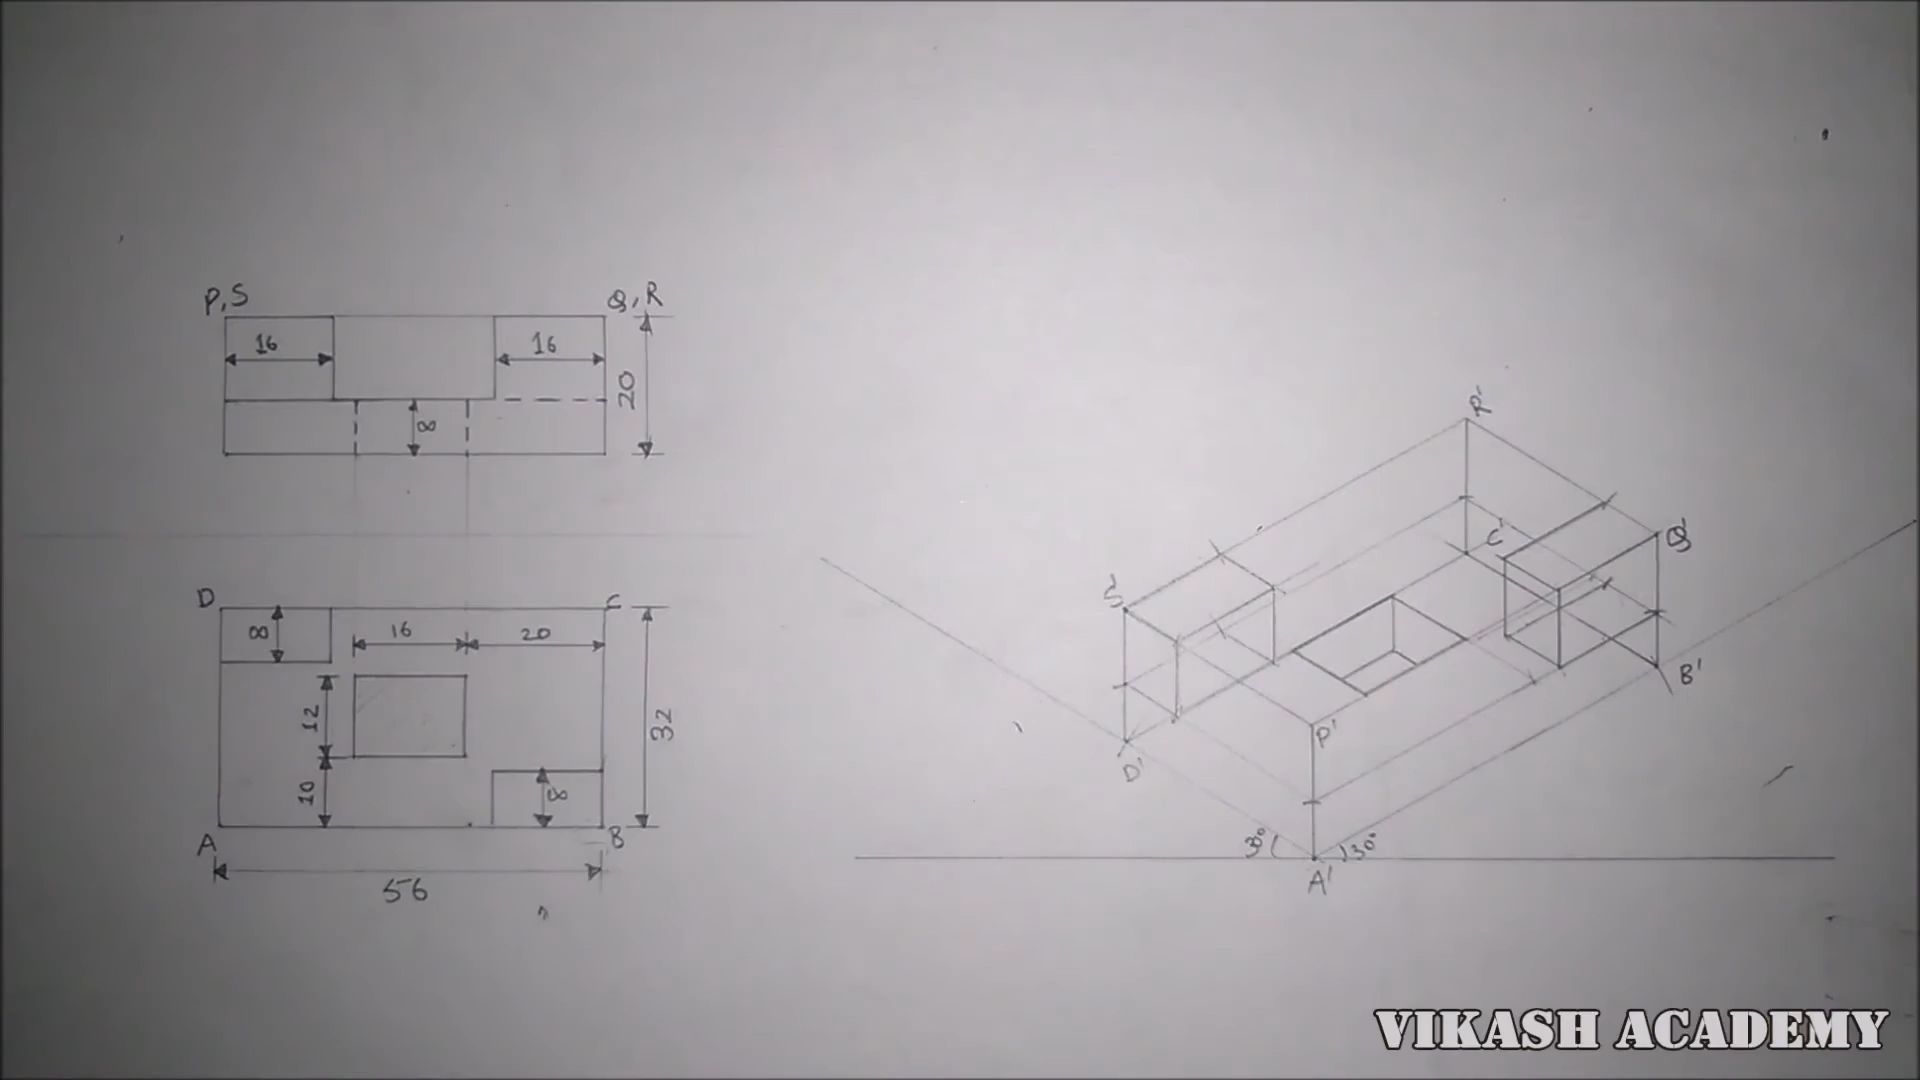 P,S
Q,R
16
16
20
8
D
C
8
16
20
12
32
10
8
A
B
56
R'
C'
Q'
S'
B'
P'
D'
30°
30°
A'
VIKASH ACADEMY